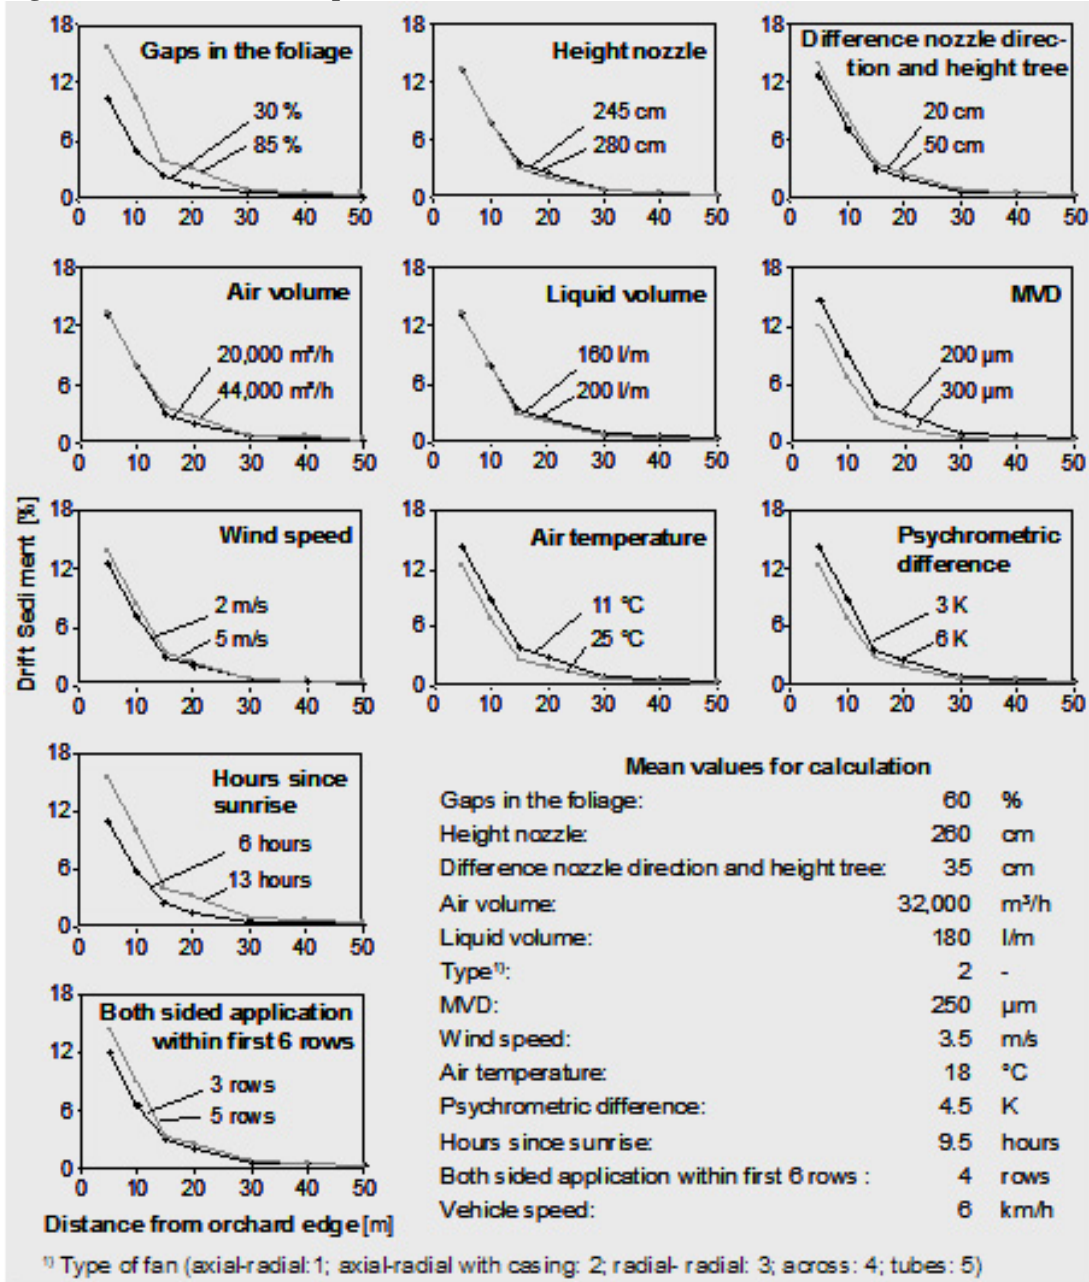 18
12
6
0
0 10 20 30 40 50
Gaps in the foliage
30 %
85 %
18
12
6
0
0 10 20 30 40 50
Height nozzle
245 cm
280 cm
18
12
6
0
0 10 20 30 40 50
Difference nozzle direc-
tion and height tree
20 cm
50 cm
18
12
6
0
0 10 20 30 40 50
Air volume
20,000 m³/h
44,000 m³/h
18
12
6
0
0 10 20 30 40 50
Liquid volume
160 l/m
200 l/m
18
12
6
0
0 10 20 30 40 50
MVD
200 µm
300 µm
Drift Sediment [%]
18
12
6
0
0 10 20 30 40 50
Wind speed
2 m/s
5 m/s
18
12
6
0
0 10 20 30 40 50
Air temperature
11 °C
25 °C
18
12
6
0
0 10 20 30 40 50
Psychrometric
difference
3 K
6 K
18
12
6
0
0 10 20 30 40 50
Hours since
sunrise
6 hours
13 hours
18
12
6
0
0 10 20 30 40 50
Both sided application
within first 6 rows
3 rows
5 rows
Distance from orchard edge [m]
Mean values for calculation
Gaps in the foliage: 60 %
Height nozzle: 260 cm
Difference nozzle direction and height tree: 35 cm
Air volume: 32,000 m³/h
Liquid volume: 180 l/m
Type¹⁾: 2 -
MVD: 250 µm
Wind speed: 3.5 m/s
Air temperature: 18 °C
Psychrometric difference: 4.5 K
Hours since sunrise: 9.5 hours
Both sided application within first 6 rows : 4 rows
Vehicle speed: 6 km/h
¹⁾ Type of fan (axial-radial: 1; axial-radial with casing: 2; radial- radial: 3; across: 4; tubes: 5)